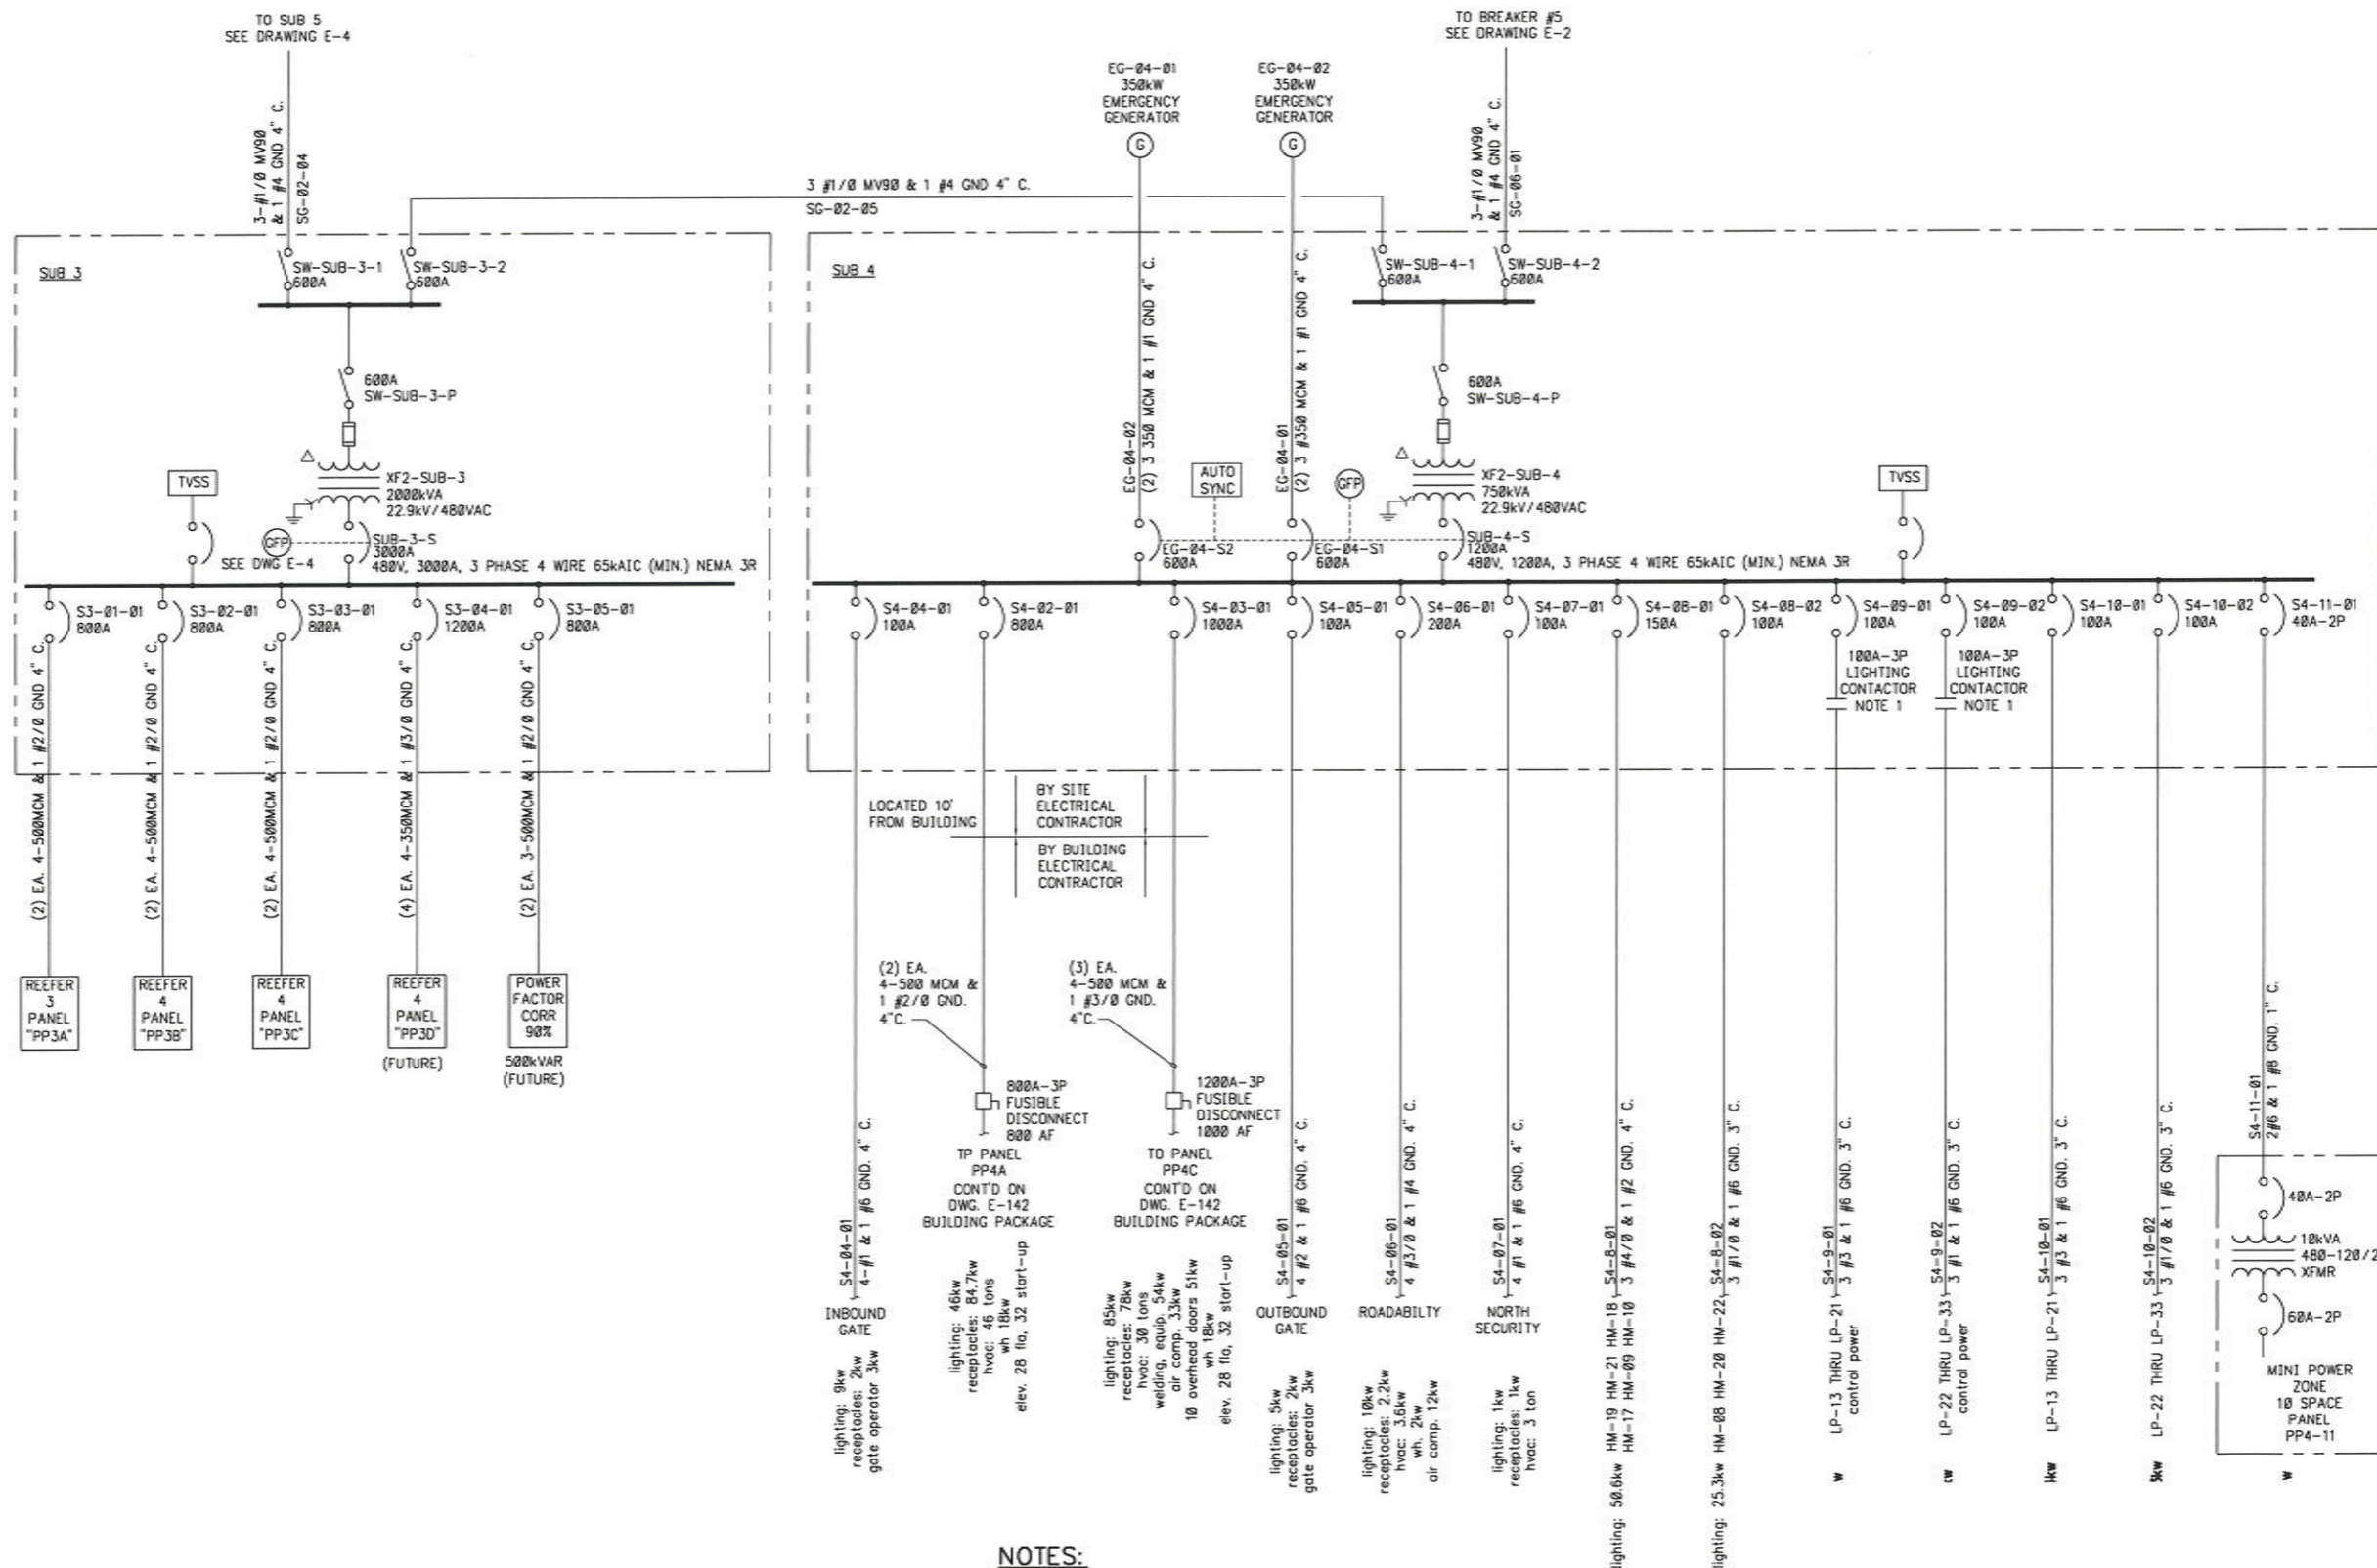 TO SUB 5
SEE DRAWING E-4
3-#1/0 MV90
& 1 #4 GND 4" C.
SG-02-04
3 #1/0 MV90 & 1 #4 GND 4" C.
SG-02-05
EG-04-01
350kW
EMERGENCY
GENERATOR
G
EG-04-02
350kW
EMERGENCY
GENERATOR
G
TO BREAKER #5
SEE DRAWING E-2
3-#1/0 MV90
& 1 #4 GND 4" C.
SG-06-01
SUB 3
SW-SUB-3-1
600A
SW-SUB-3-2
600A
600A
SW-SUB-3-P
XF2-SUB-3
2000kVA
22.9kV/480VAC
TVSS
GFP
SEE DWG E-4
SUB-3-S
3000A
480V, 3000A, 3 PHASE 4 WIRE 65kAIC (MIN.) NEMA 3R
S3-01-01
800A
S3-02-01
800A
S3-03-01
800A
S3-04-01
1200A
S3-05-01
800A
(2) EA. 4-500MCM & 1 #2/0 GND 4" C.
(2) EA. 4-500MCM & 1 #2/0 GND 4" C.
(2) EA. 4-500MCM & 1 #2/0 GND 4" C.
(4) EA. 4-350MCM & 1 #3/0 GND 4" C.
(2) EA. 3-500MCM & 1 #2/0 GND 4" C.
REEFER
3
PANEL
"PP3A"
REEFER
4
PANEL
"PP3B"
REEFER
4
PANEL
"PP3C"
REEFER
4
PANEL
"PP3D"
(FUTURE)
POWER
FACTOR
CORR
90%
500kVAR
(FUTURE)
SUB 4
EG-04-02
(2) 3 350 MCM & 1 #1 GND 4" C.
EG-04-01
(2) 3 #350 MCM & 1 #1 GND 4" C.
SW-SUB-4-1
600A
SW-SUB-4-2
600A
600A
SW-SUB-4-P
AUTO
SYNC
GFP
XF2-SUB-4
750kVA
22.9kV/480VAC
TVSS
EG-04-S2
600A
EG-04-S1
600A
SUB-4-S
1200A
480V, 1200A, 3 PHASE 4 WIRE 65kAIC (MIN.) NEMA 3R
S4-04-01
100A
S4-02-01
800A
S4-03-01
1000A
S4-05-01
100A
S4-06-01
200A
S4-07-01
100A
S4-08-01
150A
S4-08-02
100A
S4-09-01
100A
S4-09-02
100A
S4-10-01
100A
S4-10-02
100A
S4-11-01
40A-2P
100A-3P
LIGHTING
CONTACTOR
NOTE 1
100A-3P
LIGHTING
CONTACTOR
NOTE 1
LOCATED 10'
FROM BUILDING
BY SITE
ELECTRICAL
CONTRACTOR
BY BUILDING
ELECTRICAL
CONTRACTOR
(2) EA.
4-500 MCM &
1 #2/0 GND.
4"C.
(3) EA.
4-500 MCM &
1 #3/0 GND.
4"C.
800A-3P
FUSIBLE
DISCONNECT
800 AF
1200A-3P
FUSIBLE
DISCONNECT
1000 AF
TP PANEL
PP4A
CONT'D ON
DWG. E-142
BUILDING PACKAGE
TO PANEL
PP4C
CONT'D ON
DWG. E-142
BUILDING PACKAGE
S4-04-01
4-#1 & 1 #6 GND. 4" C.
INBOUND
GATE
lighting: 9kw
receptacles: 2kw
gate operator 3kw
lighting: 46kw
receptacles: 84.7kw
hvac: 46 tons
wh 18kw
elev. 28 fla, 32 start-up
lighting: 85kw
receptacles: 78kw
hvac: 30 tons
welding, equip. 54kw
air comp. 33kw
10 overhead doors 51kw
wh 18kw
elev. 28 fla, 32 start-up
S4-05-01
4 #2 & 1 #6 GND. 4" C.
OUTBOUND
GATE
lighting: 5kw
receptacles: 2kw
gate operator 3kw
S4-06-01
4 #3/0 & 1 #4 GND. 4" C.
ROADABILTY
lighting: 10kw
receptacles: 2.2kw
hvac: 3.6kw
wh. 2kw
air comp. 12kw
S4-07-01
4 #1 & 1 #6 GND. 4" C.
NORTH
SECURITY
lighting: 1kw
receptacles: 1kw
hvac: 3 ton
S4-8-01
3 #4/0 & 1 #2 GND. 4" C.
HM-19 HM-21 HM-18
HM-17 HM-09 HM-10
lighting: 50.6kw
S4-8-02
3 #1/0 & 1 #6 GND. 3" C.
HM-08 HM-20 HM-22
lighting: 25.3kw
S4-9-01
3 #3 & 1 #6 GND. 3" C.
LP-13 THRU LP-21
control power
w
S4-9-02
3 #1 & 1 #6 GND. 3" C.
LP-22 THRU LP-33
control power
S4-10-01
3 #3 & 1 #6 GND. 3" C.
LP-13 THRU LP-21
kw
S4-10-02
3 #1/0 & 1 #6 GND. 3" C.
LP-22 THRU LP-33
kw
S4-11-01
2#6 & 1 #8 GND. 1" C.
40A-2P
10kVA
480-120/2
XFMR
60A-2P
MINI POWER
ZONE
10 SPACE
PANEL
PP4-11
w
NOTES: